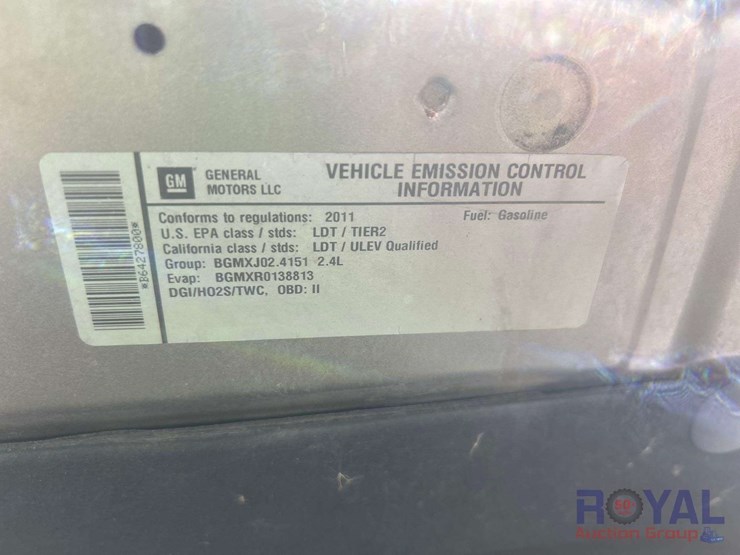 GM
GENERAL MOTORS LLC
VEHICLE EMISSION CONTROL INFORMATION
Conforms to regulations: 2011 Fuel: Gasoline
U.S. EPA class / stds: LDT / TIER2
California class / stds: LDT / ULEV Qualified
Group: BGMXJ02.4151 2.4L
Evap: BGMXR0138813
DGI/HO2S/TWC, OBD: II
*B6427800*
ROYAL
Auction Group